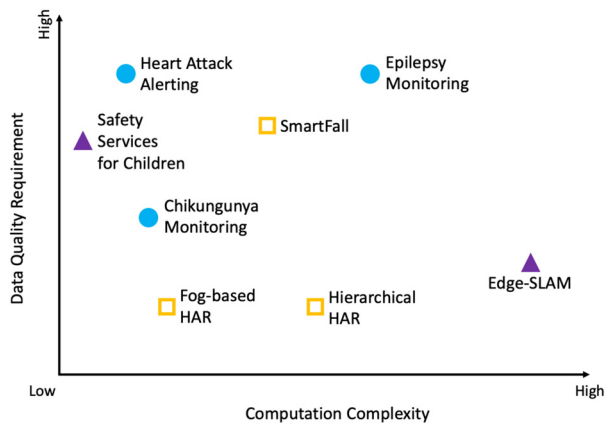 High
Data Quality Requirement
Heart Attack
Alerting
Epilepsy
Monitoring
Safety
Services
for Children
SmartFall
Chikungunya
Monitoring
Edge-SLAM
Fog-based
HAR
Hierarchical
HAR
Low
High
Computation Complexity